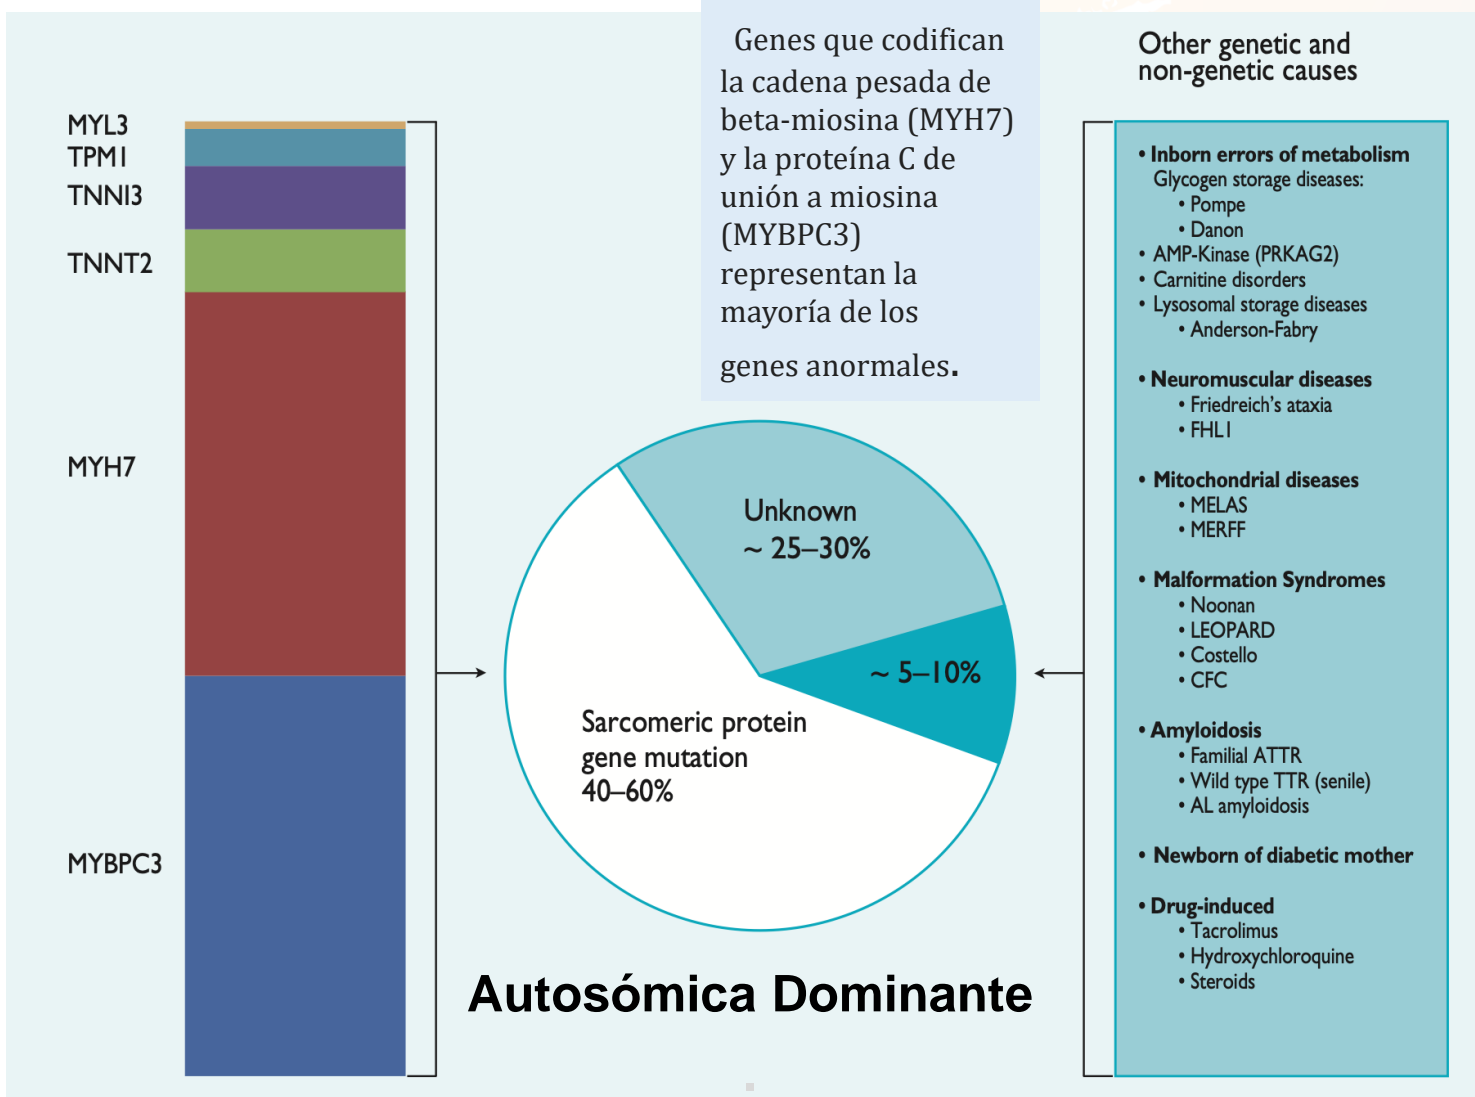 Genes que codifican
la cadena pesada de
beta-miosina (MYH7)
y la proteína C de
unión a miosina
(MYBPC3)
representan la
mayoría de los
genes anormales.
MYL3
TPM1
TNNI3
TNNT2
MYH7
MYBPC3
Unknown
~ 25–30%
~ 5–10%
Sarcomeric protein
gene mutation
40–60%
Autosómica Dominante
Other genetic and
non-genetic causes
• Inborn errors of metabolism
Glycogen storage diseases:
• Pompe
• Danon
• AMP-Kinase (PRKAG2)
• Carnitine disorders
• Lysosomal storage diseases
• Anderson-Fabry
• Neuromuscular diseases
• Friedreich's ataxia
• FHL1
• Mitochondrial diseases
• MELAS
• MERFF
• Malformation Syndromes
• Noonan
• LEOPARD
• Costello
• CFC
• Amyloidosis
• Familial ATTR
• Wild type TTR (senile)
• AL amyloidosis
• Newborn of diabetic mother
• Drug-induced
• Tacrolimus
• Hydroxychloroquine
• Steroids